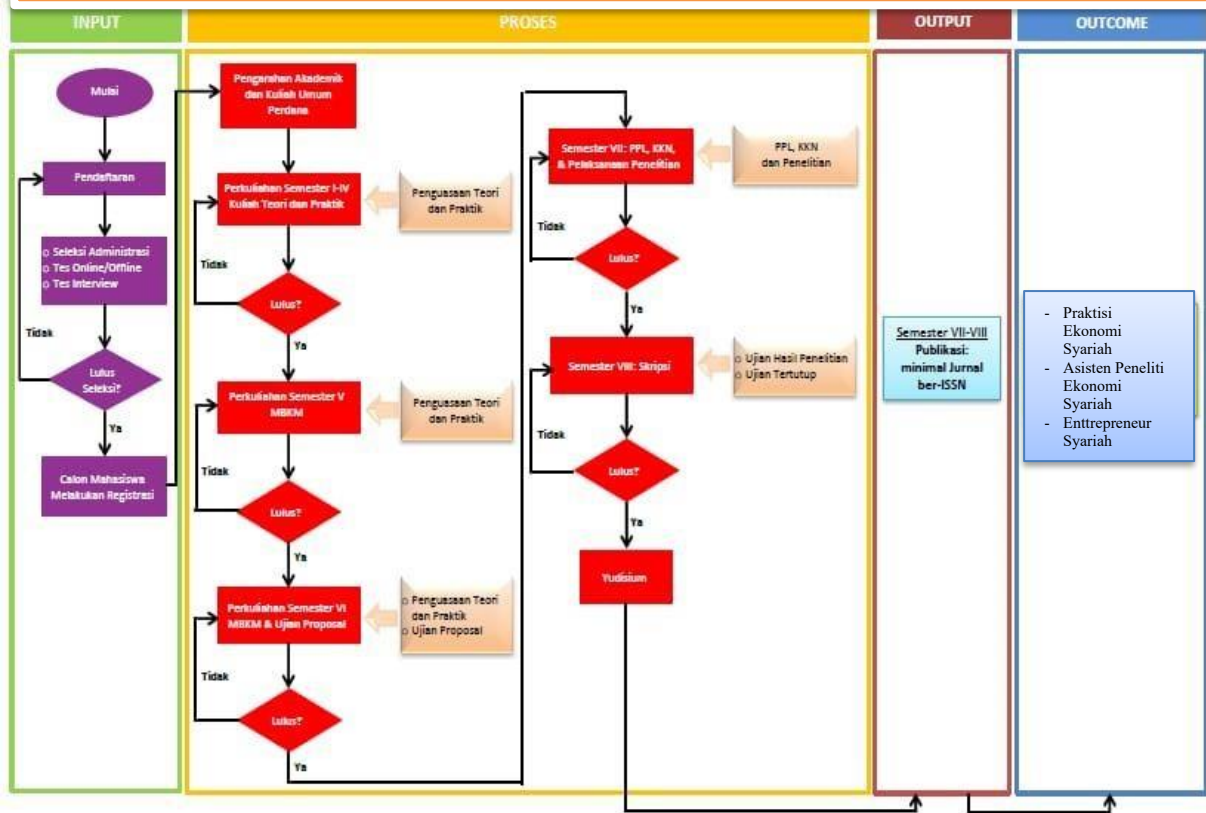 INPUT
PROSES
OUTPUT
OUTCOME
Mulai
Pendaftaran
o Seleksi Administrasi
o Tes Online/Offline
o Tes Interview
Tidak
Lulus
Seleksi?
Ya
Calon Mahasiswa
Melakukan Registrasi
Pengarahan Akademik
dan Kuliah Umum
Perdana
Perkuliahan Semester I-IV
Kuliah Teori dan Praktik
Penguasaan Teori
dan Praktik
Tidak
Lulus?
Ya
Perkuliahan Semester V
MBKM
Penguasaan Teori
dan Praktik
Tidak
Lulus?
Ya
Perkuliahan Semester VI
MBKM & Ujian Proposal
o Penguasaan Teori
dan Praktik
o Ujian Proposal
Tidak
Lulus?
Ya
Semester VII: PPL, KKN,
& Pelaksanaan Penelitian
PPL, KKN
dan Penelitian
Tidak
Lulus?
Ya
Semester VIII: Skripsi
o Ujian Hasil Penelitian
o Ujian Tertutup
Tidak
Lulus?
Ya
Yudisium
Semester VII-VIII
Publikasi:
minimal Jurnal
ber-ISSN
- Praktisi
Ekonomi
Syariah
- Asisten Peneliti
Ekonomi
Syariah
- Enttrepreneur
Syariah